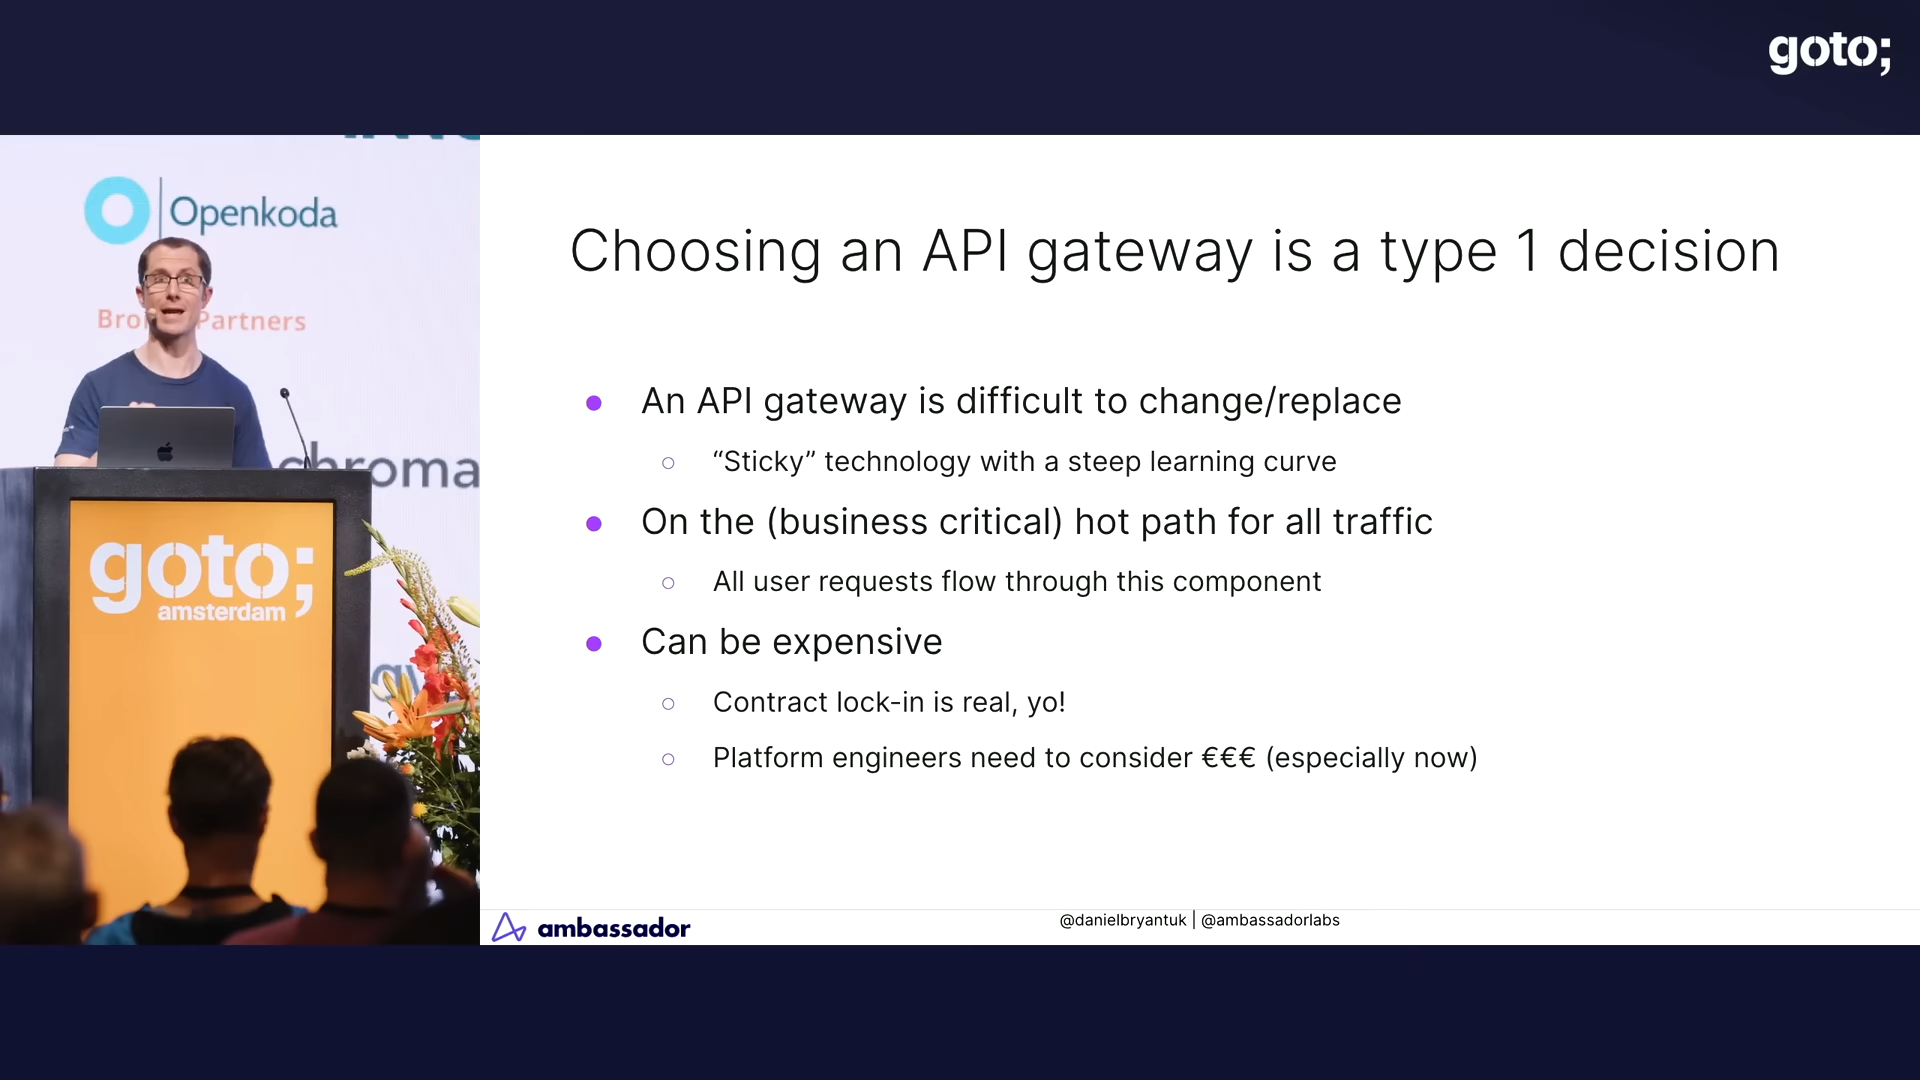 goto;
Openkoda
Partners
chroma
goto;
amsterdam
Choosing an API gateway is a type 1 decision
● An API gateway is difficult to change/replace
○ “Sticky” technology with a steep learning curve
● On the (business critical) hot path for all traffic
○ All user requests flow through this component
● Can be expensive
○ Contract lock-in is real, yo!
○ Platform engineers need to consider €€€ (especially now)
ambassador
@danielbryantuk | @ambassadorlabs